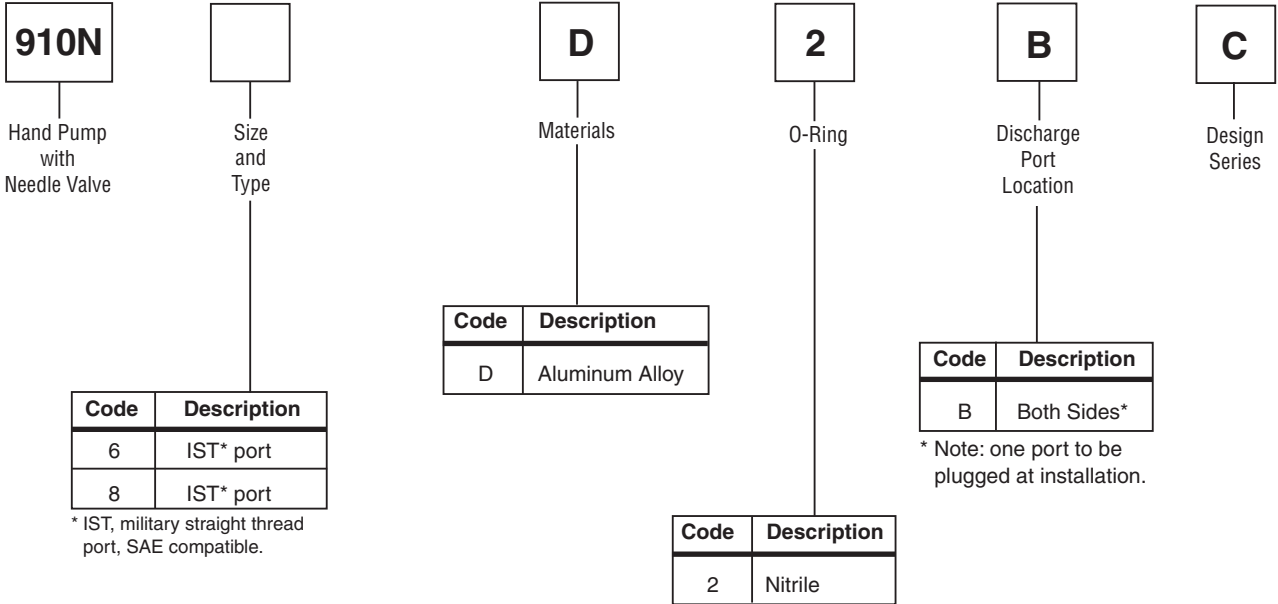 910N D 2 B C
Hand Pump
with
Needle Valve
Size
and
Type
Materials
O-Ring
Discharge
Port
Location
Design
Series
Code Description
D Aluminum Alloy
Code Description
B Both Sides*
* Note: one port to be
plugged at installation.
Code Description
6 IST* port
8 IST* port
* IST, military straight thread
port, SAE compatible.
Code Description
2 Nitrile